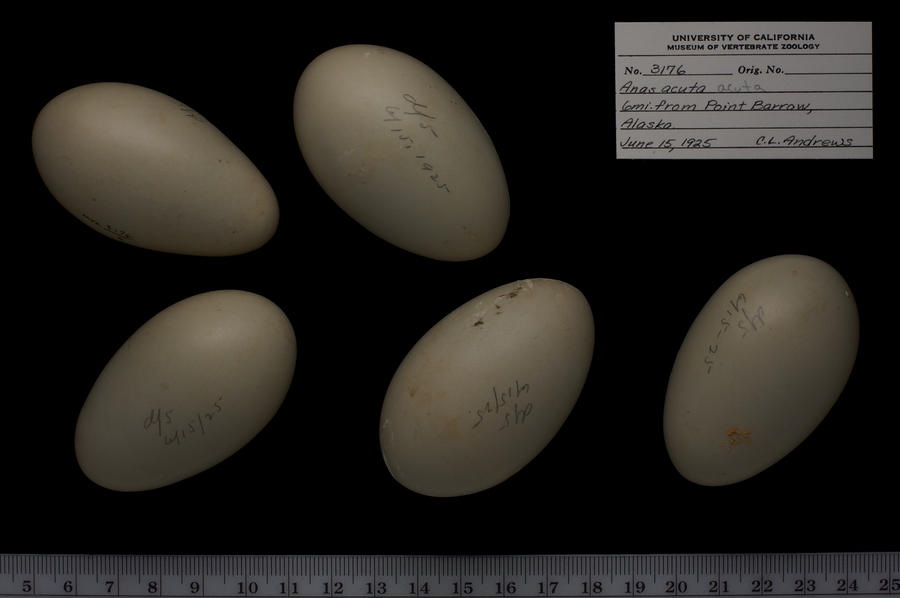 UNIVERSITY OF CALIFORNIA
MUSEUM OF VERTEBRATE ZOOLOGY
No. 3176 Orig. No.
Anas acuta acuta
6mi. from Point Barrow,
Alaska.
June 15, 1925 C.L. Andrews
d/5
6/15, 1925
d/5
6/15/25
d/5
6/15/25.
d/5
6/15-25-
5 6 7 8 9 10 11 12 13 14 15 16 17 18 19 20 21 22 23 24 25